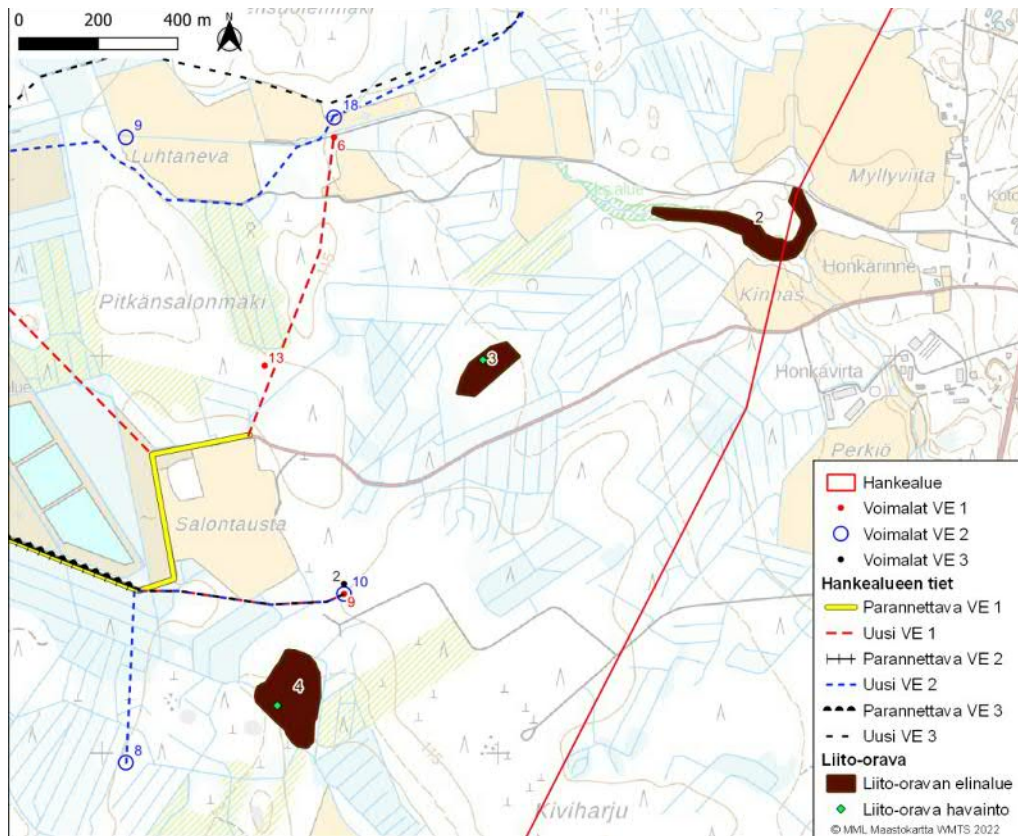 0 200 400 m
N
18
9
6
Luhtaneva
Myllyviita
2
Honkarinne
Kinnas
Pitkänsalonmäki
115
13
3
Honkavirta
Perkiö
Salontausta
2
10
9
4
8
115
Kiviharju
Hankealue
Voimalat VE 1
Voimalat VE 2
Voimalat VE 3
Hankealueen tiet
Parannettava VE 1
Uusi VE 1
Parannettava VE 2
Uusi VE 2
Parannettava VE 3
Uusi VE 3
Liito-orava
Liito-oravan elinalue
Liito-orava havainto
© MML Maastokartta WMTS 2022